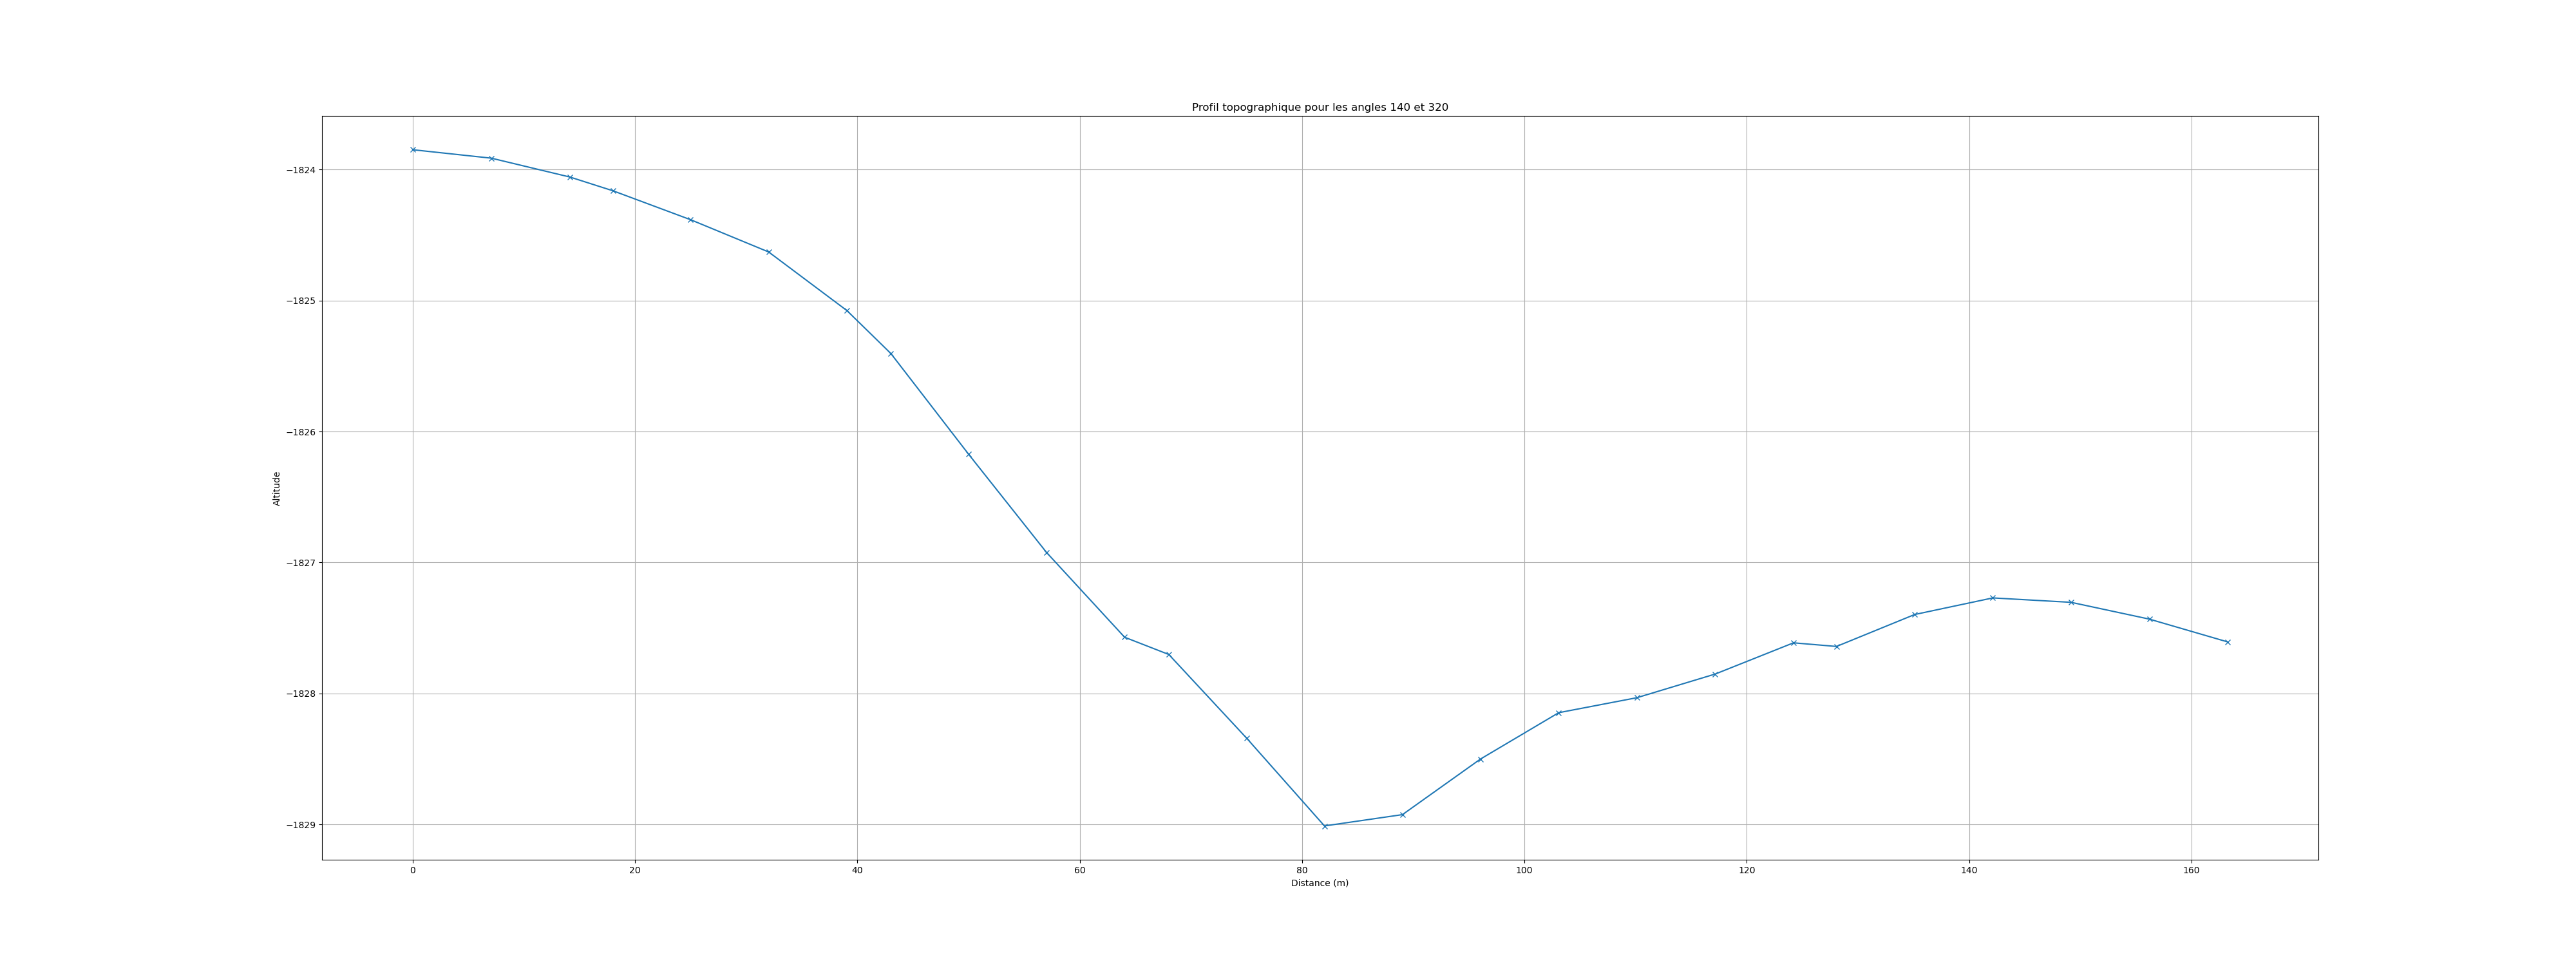 Profil topographique pour les angles 140 et 320
−1824
−1825
−1826
−1827
−1828
−1829
Altitude
0 20 40 60 80 100 120 140 160
Distance (m)